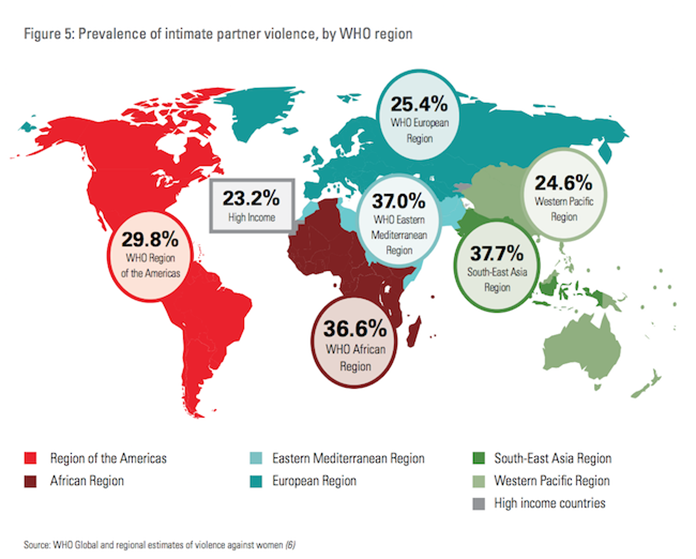 Figure 5: Prevalence of intimate partner violence, by WHO region
25.4%
WHO European
Region
23.2%
High Income
37.0%
WHO Eastern
Mediterranean
Region
24.6%
Western Pacific
Region
29.8%
WHO Region
of the Americas
37.7%
South-East Asia
Region
36.6%
WHO African
Region
Region of the Americas
African Region
Eastern Mediterranean Region
European Region
South-East Asia Region
Western Pacific Region
High income countries
Source: WHO Global and regional estimates of violence against women (6)